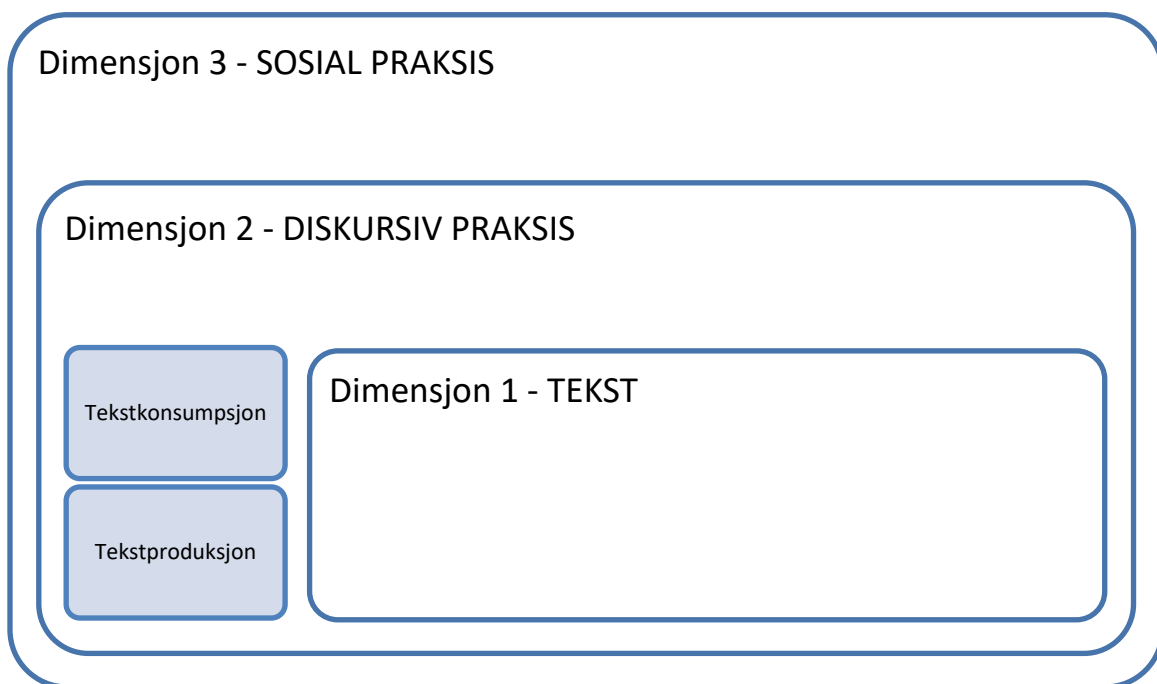 Dimensjon 3 - SOSIAL PRAKSIS
Dimensjon 2 - DISKURSIV PRAKSIS
Tekstkonsumpsjon
Dimensjon 1 - TEKST
Tekstproduksjon